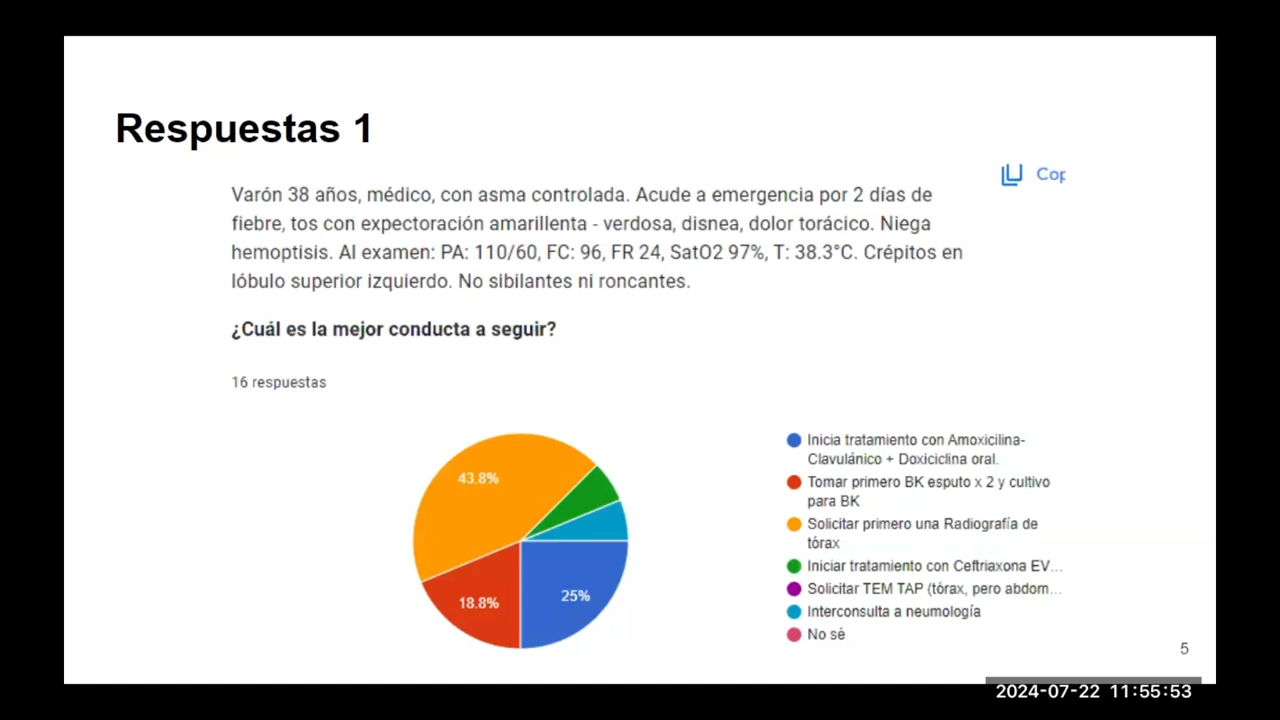 Respuestas 1
Cop
Varón 38 años, médico, con asma controlada. Acude a emergencia por 2 días de
fiebre, tos con expectoración amarillenta - verdosa, disnea, dolor torácico. Niega
hemoptisis. Al examen: PA: 110/60, FC: 96, FR 24, SatO2 97%, T: 38.3°C. Crépitos en
lóbulo superior izquierdo. No sibilantes ni roncantes.
¿Cuál es la mejor conducta a seguir?
16 respuestas
43.8%
18.8%
25%
Inicia tratamiento con Amoxicilina-
Clavulánico + Doxiciclina oral.
Tomar primero BK esputo x 2 y cultivo
para BK
Solicitar primero una Radiografía de
tórax
Iniciar tratamiento con Ceftriaxona EV...
Solicitar TEM TAP (tórax, pero abdom...
Interconsulta a neumología
No sé
5
2024-07-22 11:55:53